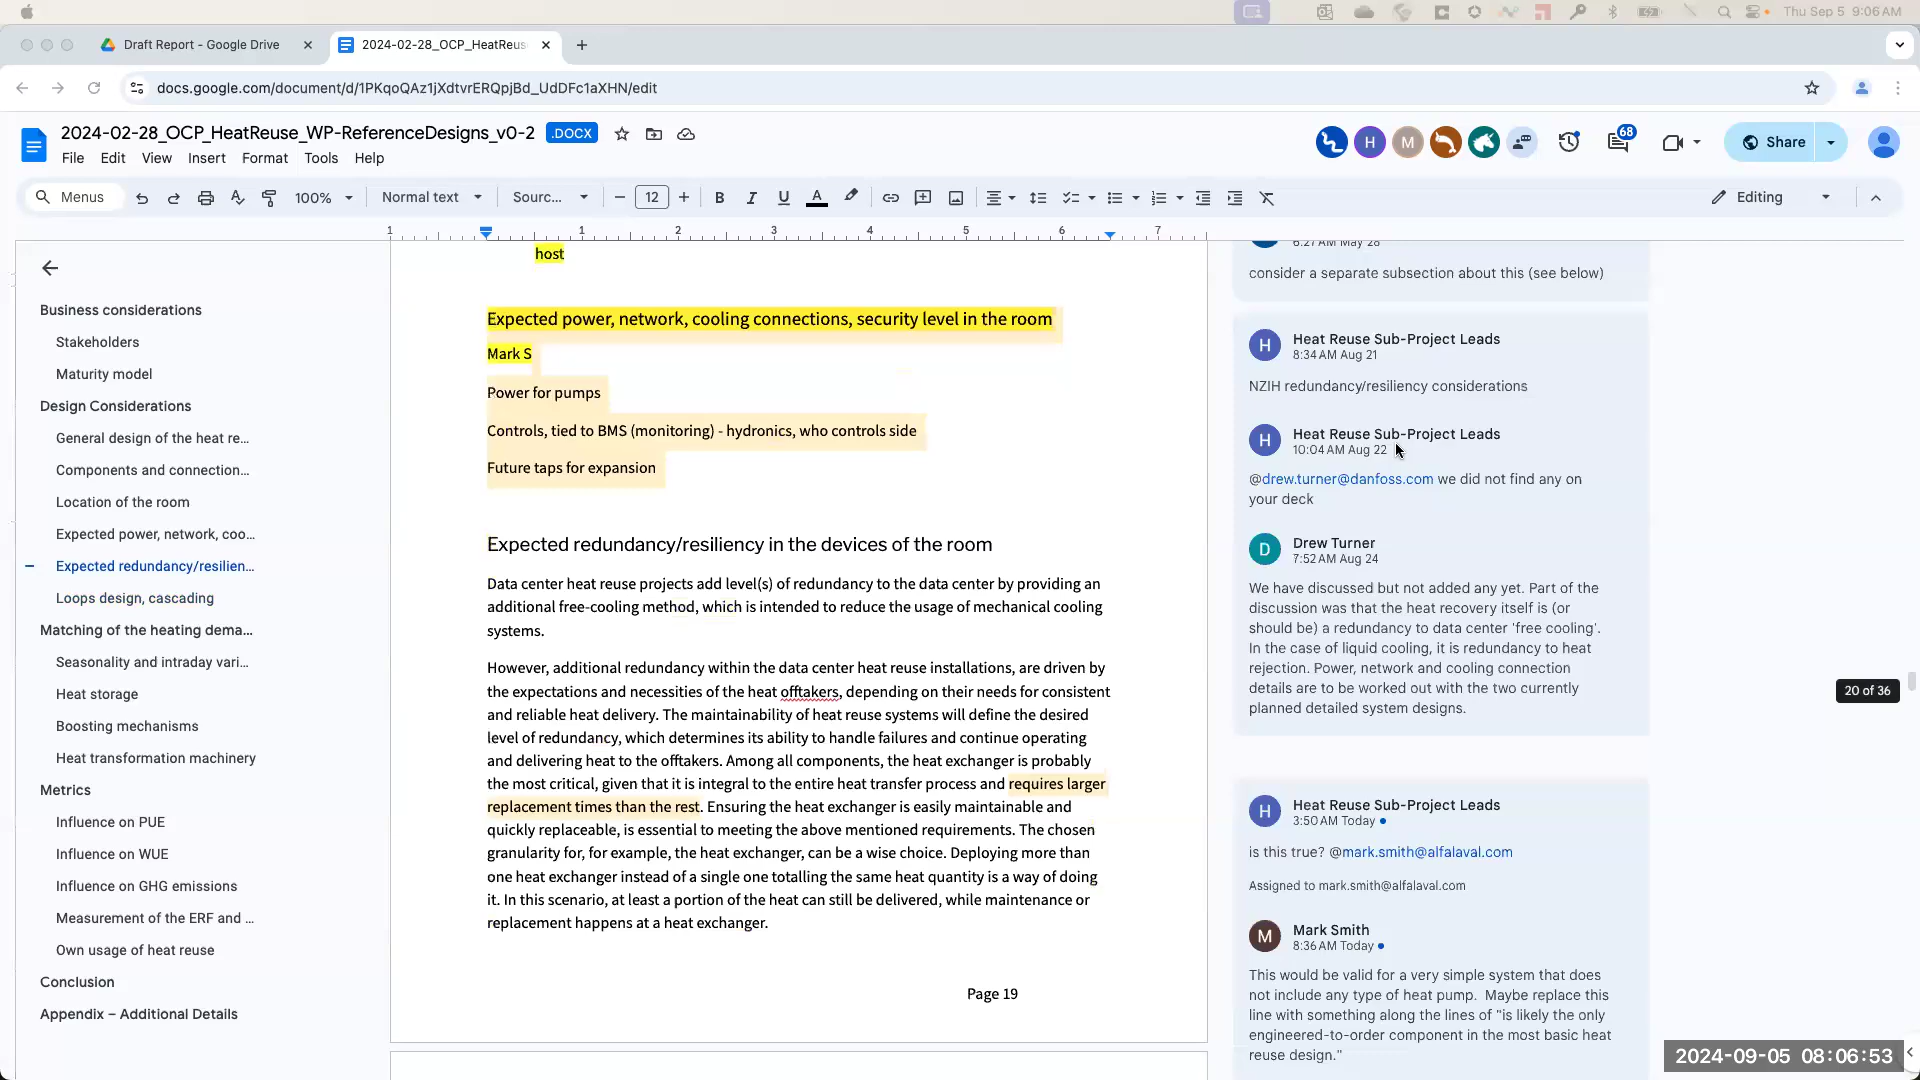 Thu Sep 5 9:06 AM
Draft Report - Google Drive
2024-02-28_OCP_HeatReus
docs.google.com/document/d/1PKqoQAz1jXdtvrERQpjBd_UdDFc1aXHN/edit
2024-02-28_OCP_HeatReuse_WP-ReferenceDesigns_v0-2 .DOCX
H
M
68
Share
File Edit View Insert Format Tools Help
Menus
100%
Normal text
Sourc...
12
B I U A
Editing
1 1 2 3 4 5 6 7
Business considerations
Stakeholders
Maturity model
Design Considerations
General design of the heat re...
Components and connection...
Location of the room
Expected power, network, coo...
Expected redundancy/resilien...
Loops design, cascading
Matching of the heating dema...
Seasonality and intraday vari...
Heat storage
Boosting mechanisms
Heat transformation machinery
Metrics
Influence on PUE
Influence on WUE
Influence on GHG emissions
Measurement of the ERF and ...
Own usage of heat reuse
Conclusion
Appendix – Additional Details
host
Expected power, network, cooling connections, security level in the room
Mark S
Power for pumps
Controls, tied to BMS (monitoring) - hydronics, who controls side
Future taps for expansion
Expected redundancy/resiliency in the devices of the room
Data center heat reuse projects add level(s) of redundancy to the data center by providing an
additional free-cooling method, which is intended to reduce the usage of mechanical cooling
systems.
However, additional redundancy within the data center heat reuse installations, are driven by
the expectations and necessities of the heat offtakers, depending on their needs for consistent
and reliable heat delivery. The maintainability of heat reuse systems will define the desired
level of redundancy, which determines its ability to handle failures and continue operating
and delivering heat to the offtakers. Among all components, the heat exchanger is probably
the most critical, given that it is integral to the entire heat transfer process and requires larger
replacement times than the rest. Ensuring the heat exchanger is easily maintainable and
quickly replaceable, is essential to meeting the above mentioned requirements. The chosen
granularity for, for example, the heat exchanger, can be a wise choice. Deploying more than
one heat exchanger instead of a single one totalling the same heat quantity is a way of doing
it. In this scenario, at least a portion of the heat can still be delivered, while maintenance or
replacement happens at a heat exchanger.
Page 19
6:27 AM May 28
consider a separate subsection about this (see below)
H
Heat Reuse Sub-Project Leads
8:34 AM Aug 21
NZIH redundancy/resiliency considerations
H
Heat Reuse Sub-Project Leads
10:04 AM Aug 22
@drew.turner@danfoss.com we did not find any on
your deck
D
Drew Turner
7:52 AM Aug 24
We have discussed but not added any yet. Part of the
discussion was that the heat recovery itself is (or
should be) a redundancy to data center 'free cooling'.
In the case of liquid cooling, it is redundancy to heat
rejection. Power, network and cooling connection
details are to be worked out with the two currently
planned detailed system designs.
20 of 36
H
Heat Reuse Sub-Project Leads
3:50 AM Today
is this true? @mark.smith@alfalaval.com
Assigned to mark.smith@alfalaval.com
M
Mark Smith
8:36 AM Today
This would be valid for a very simple system that does
not include any type of heat pump. Maybe replace this
line with something along the lines of "is likely the only
engineered-to-order component in the most basic heat
reuse design."
2024-09-05 08:06:53